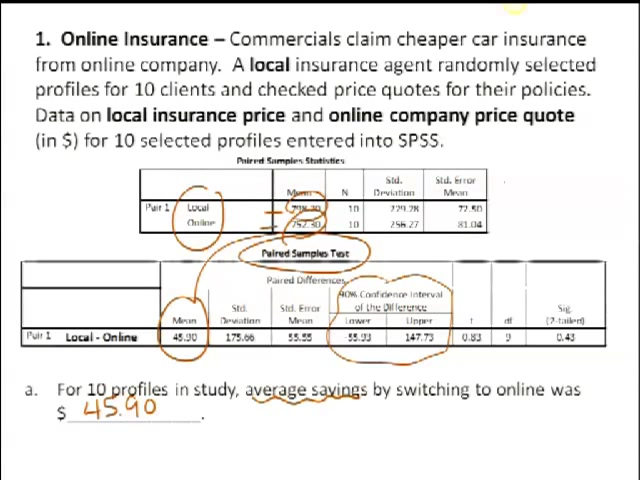 1. Online Insurance – Commercials claim cheaper car insurance
from online company. A local insurance agent randomly selected
profiles for 10 clients and checked price quotes for their policies.
Data on local insurance price and online company price quote
(in $) for 10 selected profiles entered into SPSS.
Paired Samples Statistics
Mean N Std. Deviation Std. Error Mean
Pair 1 Local 798.20 10 229.28 72.50
Online 752.30 10 256.27 81.04
Paired Samples Test
Paired Differences
90% Confidence Interval of the Difference
Mean Std. Deviation Std. Error Mean Lower Upper t df Sig. (2-tailed)
Pair 1 Local - Online 45.90 175.66 55.55 55.93 147.73 0.83 9 0.43
a. For 10 profiles in study, average savings by switching to online was
$ 45.90 .